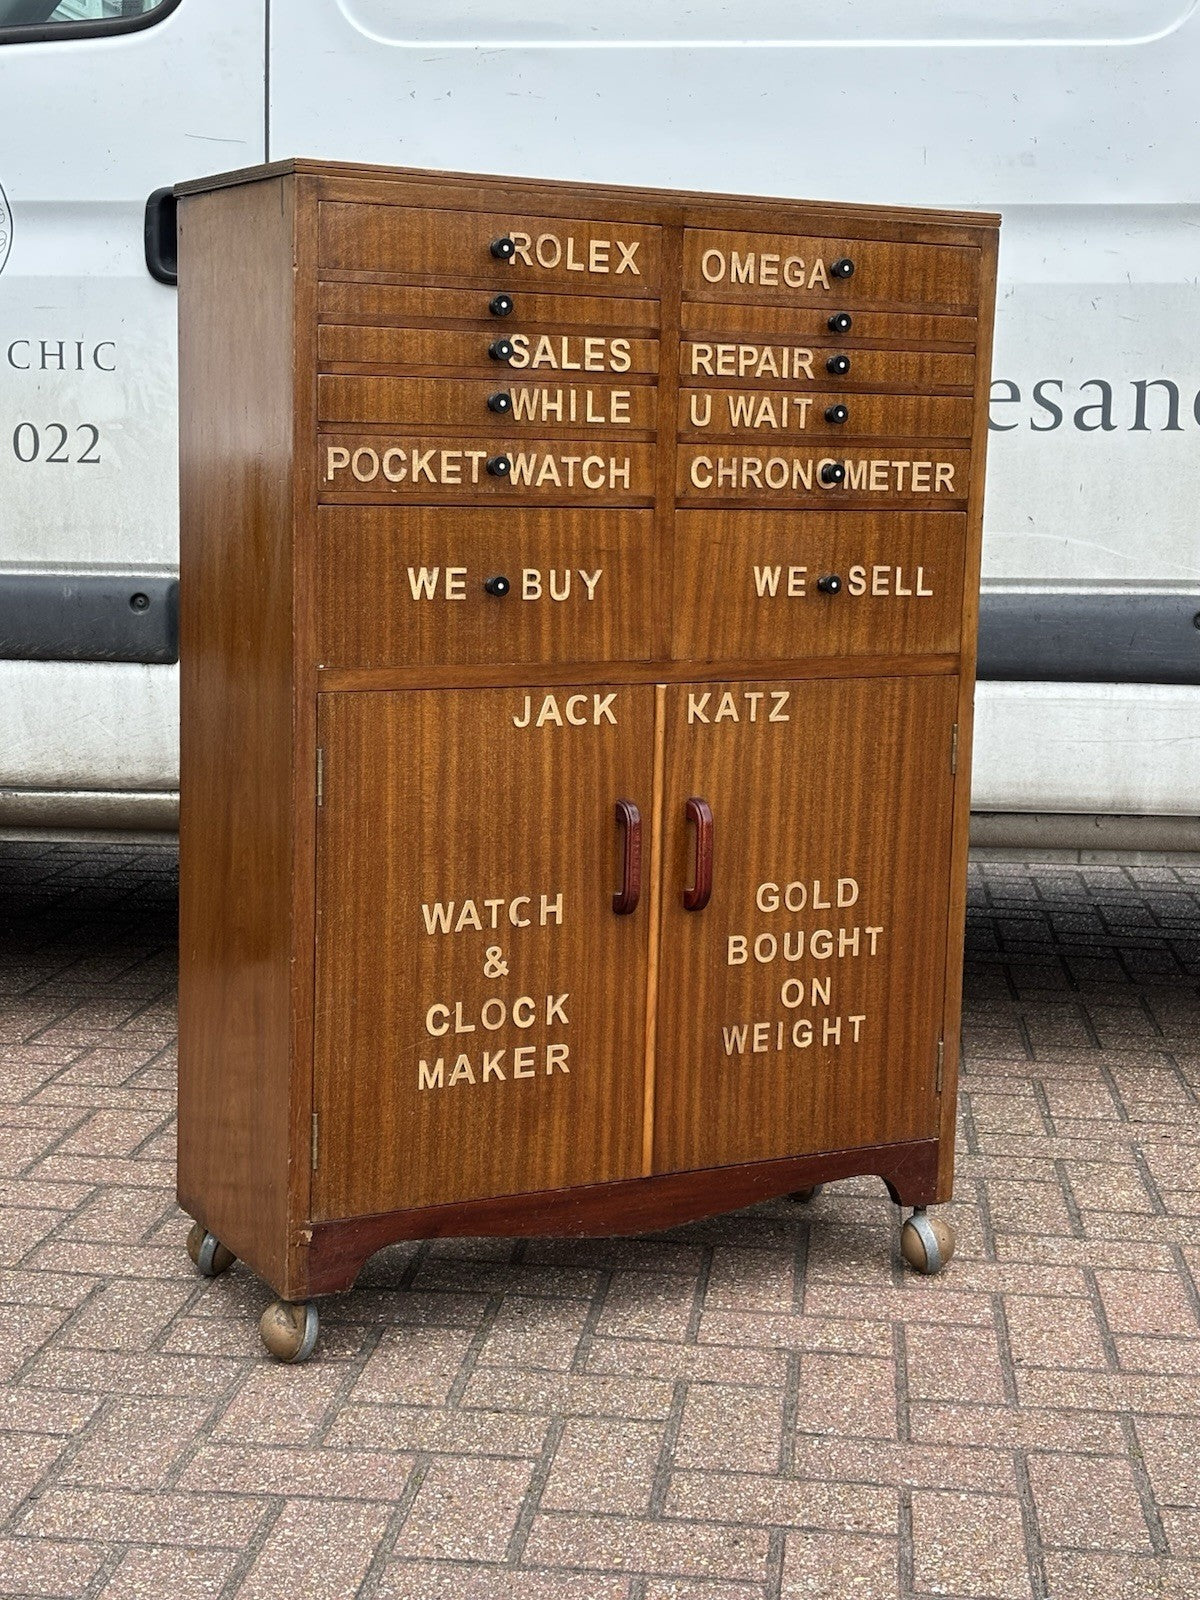 ROLEX OMEGA
SALES REPAIR
WHILE U WAIT
POCKET WATCH CHRONOMETER
WE BUY WE SELL
JACK KATZ
WATCH
&
CLOCK
MAKER
GOLD
BOUGHT
ON
WEIGHT
CHIC
022
esan